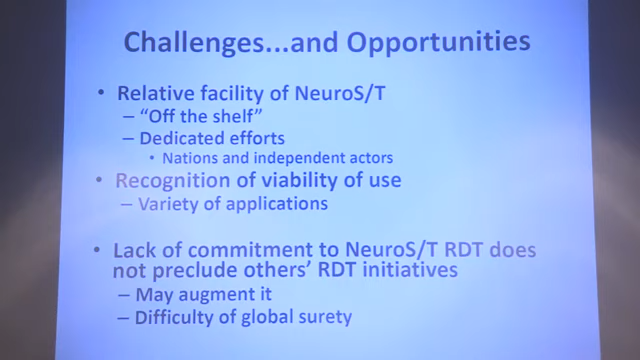 Challenges...and Opportunities
• Relative facility of NeuroS/T
– “Off the shelf”
– Dedicated efforts
• Nations and independent actors
• Recognition of viability of use
– Variety of applications
• Lack of commitment to NeuroS/T RDT does
not preclude others’ RDT initiatives
– May augment it
– Difficulty of global surety